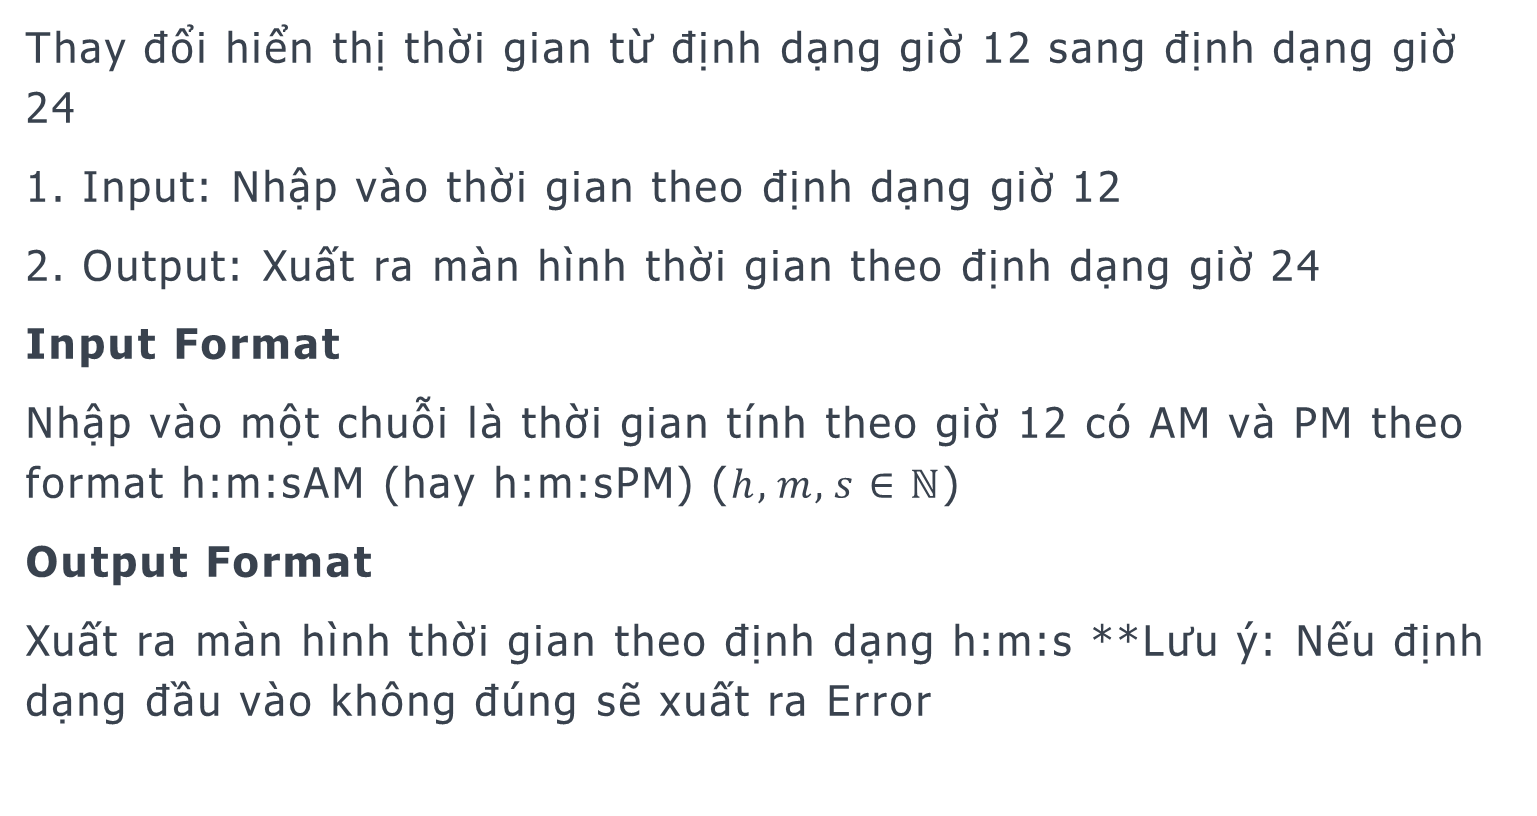 Thay đổi hiển thị thời gian từ định dạng giờ 12 sang định dạng giờ
24
1. Input: Nhập vào thời gian theo định dạng giờ 12
2. Output: Xuất ra màn hình thời gian theo định dạng giờ 24
Input Format
Nhập vào một chuỗi là thời gian tính theo giờ 12 có AM và PM theo
format h:m:sAM (hay h:m:sPM) (h, m, s ∈ ℕ)
Output Format
Xuất ra màn hình thời gian theo định dạng h:m:s **Lưu ý: Nếu định
dạng đầu vào không đúng sẽ xuất ra Error